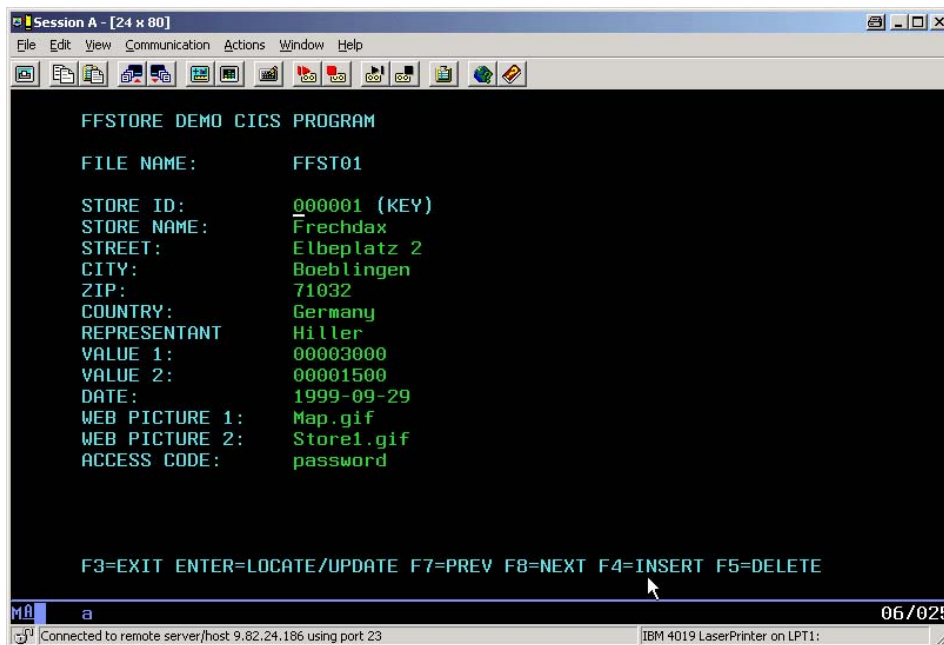 Session A - [24 x 80]
File Edit View Communication Actions Window Help
FFSTORE DEMO CICS PROGRAM
FILE NAME: FFST01
STORE ID: 000001 (KEY)
STORE NAME: Frechdax
STREET: Elbeplatz 2
CITY: Boeblingen
ZIP: 71032
COUNTRY: Germany
REPRESENTANT Hiller
VALUE 1: 00003000
VALUE 2: 00001500
DATE: 1999-09-29
WEB PICTURE 1: Map.gif
WEB PICTURE 2: Store1.gif
ACCESS CODE: password
F3=EXIT ENTER=LOCATE/UPDATE F7=PREV F8=NEXT F4=INSERT F5=DELETE
MA a 06/025
Connected to remote server/host 9.82.24.186 using port 23 IBM 4019 LaserPrinter on LPT1: